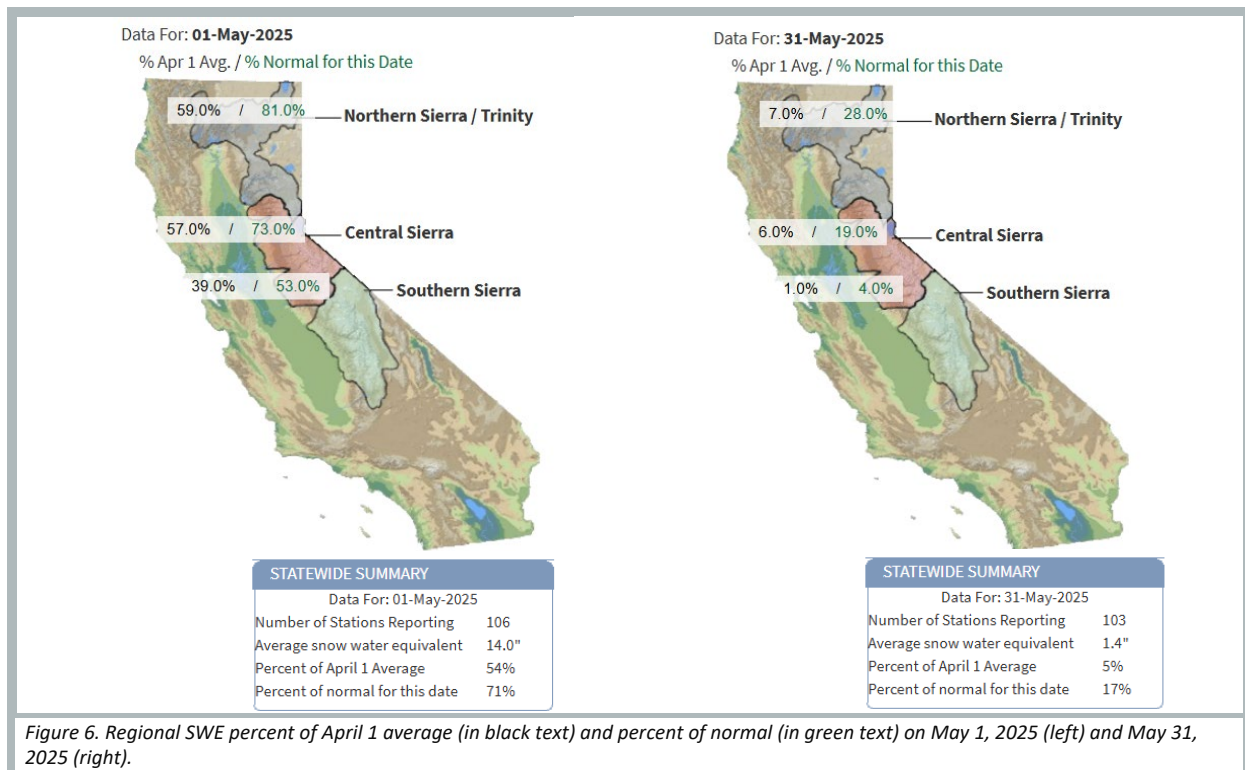 Data For: 01-May-2025
% Apr 1 Avg. / % Normal for this Date
59.0% / 81.0%
Northern Sierra / Trinity
57.0% / 73.0%
Central Sierra
39.0% / 53.0%
Southern Sierra
STATEWIDE SUMMARY
Data For: 01-May-2025
Number of Stations Reporting 106
Average snow water equivalent 14.0"
Percent of April 1 Average 54%
Percent of normal for this date 71%
Data For: 31-May-2025
% Apr 1 Avg. / % Normal for this Date
7.0% / 28.0%
Northern Sierra / Trinity
6.0% / 19.0%
Central Sierra
1.0% / 4.0%
Southern Sierra
STATEWIDE SUMMARY
Data For: 31-May-2025
Number of Stations Reporting 103
Average snow water equivalent 1.4"
Percent of April 1 Average 5%
Percent of normal for this date 17%
Figure 6. Regional SWE percent of April 1 average (in black text) and percent of normal (in green text) on May 1, 2025 (left) and May 31,
2025 (right).